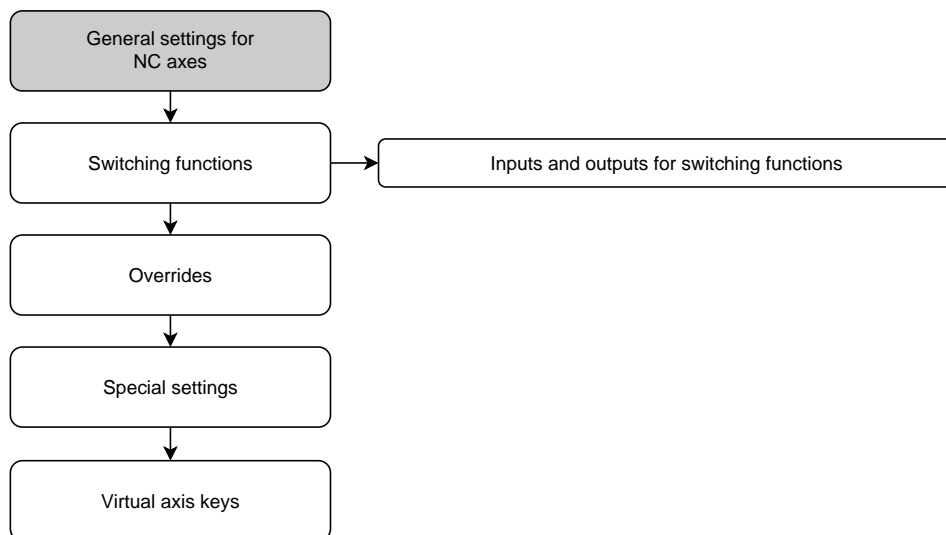 General settings for
NC axes
Switching functions
Inputs and outputs for switching functions
Overrides
Special settings
Virtual axis keys